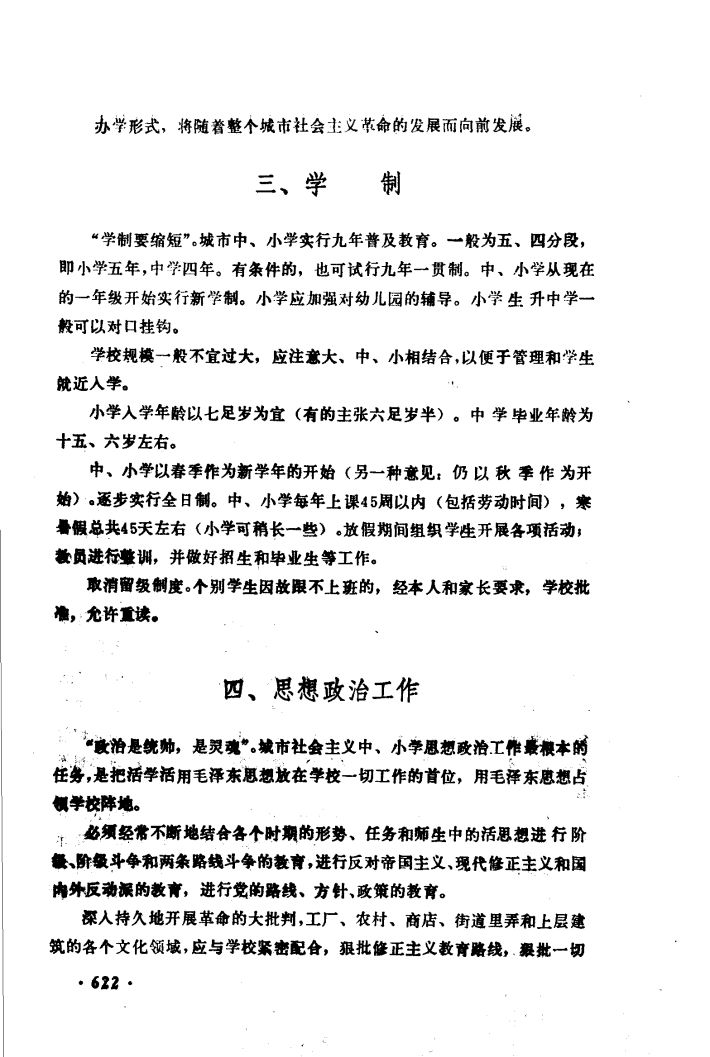 办学形式，将随着整个城市社会主义革命的发展而向前发展。
三、学 制
“学制要缩短”。城市中、小学实行九年普及教育。一般为五、四分段，
即小学五年，中学四年。有条件的，也可试行九年一贯制。中、小学从现在
的一年级开始实行新学制。小学应加强对幼儿园的辅导。小学生升中学一
般可以对口挂钩。
学校规模一般不宜过大，应注意大、中、小相结合，以便于管理和学生
就近入学。
小学入学年龄以七足岁为宜（有的主张六足岁半）。中学毕业年龄为
十五、六岁左右。
中、小学以春季作为新学年的开始（另一种意见：仍以秋季作为开
始）。逐步实行全日制。中、小学每年上课45周以内（包括劳动时间），寒
暑假总共45天左右（小学可稍长一些）。放假期间组织学生开展各项活动；
教员进行整训，并做好招生和毕业生等工作。
取消留级制度。个别学生因故跟不上班的，经本人和家长要求，学校批
准，允许重读。
四、思想政治工作
“政治是统帅，是灵魂”。城市社会主义中、小学思想政治工作最根本的
任务，是把活学活用毛泽东思想放在学校一切工作的首位，用毛泽东思想占
领学校阵地。
必须经常不断地结合各个时期的形势、任务和师生中的活思想进行阶
级、阶级斗争和两条路线斗争的教育，进行反对帝国主义、现代修正主义和国
内外反动派的教育，进行党的路线、方针、政策的教育。
深入持久地开展革命的大批判，工厂、农村、商店、街道里弄和上层建
筑的各个文化领域，应与学校紧密配合，狠批修正主义教育路线，狠批一切
·622·